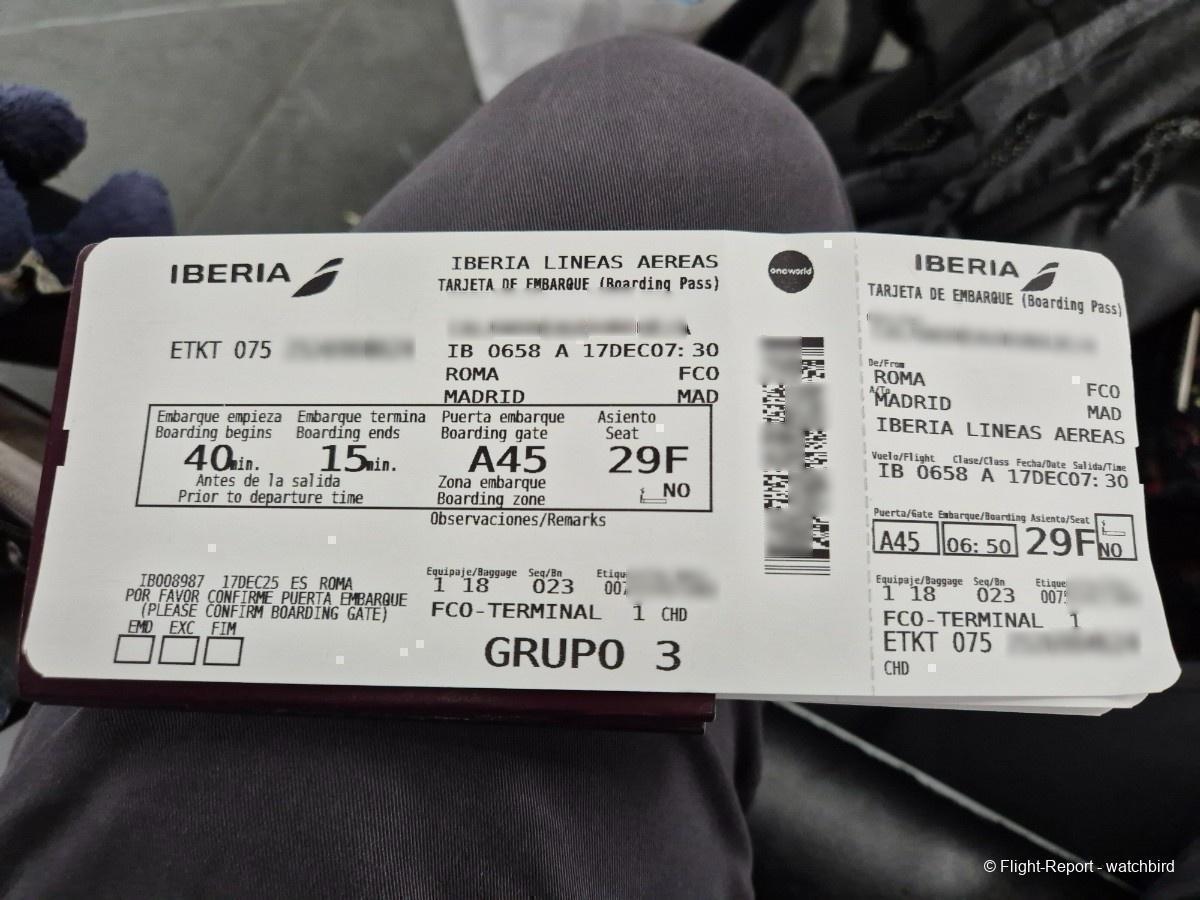 IBERIA
IBERIA LINEAS AEREAS
TARJETA DE EMBARQUE (Boarding Pass)
ETKT 075
IB 0658 A 17DEC07:30
ROMA FCO
MADRID MAD
Embarque empieza Embarque termina Puerta embarque Asiento
Boarding begins Boarding ends Boarding gate Seat
40min. 15min. A45 29F
Antes de la salida Zona embarque NO
Prior to departure time Boarding zone
Observaciones/Remarks
IB008987 17DEC25 ES ROMA
POR FAVOR CONFIRME PUERTA EMBARQUE
(PLEASE CONFIRM BOARDING GATE)
EMD EXC FIM
Equipaje/Baggage Seq/Bn Etique
1 18 023 007
FCO-TERMINAL 1 CHD
GRUPO 3
oneworld
IBERIA
TARJETA DE EMBARQUE (Boarding Pass)
De/From
ROMA FCO
A/To
MADRID MAD
IBERIA LINEAS AEREAS
Vuelo/Flight Clase/Class Fecha/Date Salida/Time
IB 0658 A 17DEC07:30
Puerta/Gate Embarque/Boarding Asiento/Seat
A45 06:50 29F NO
Equipaje/Baggage Seq/Bn Etique
1 18 023 007
FCO-TERMINAL 1
ETKT 075
CHD
© Flight-Report - watchbird